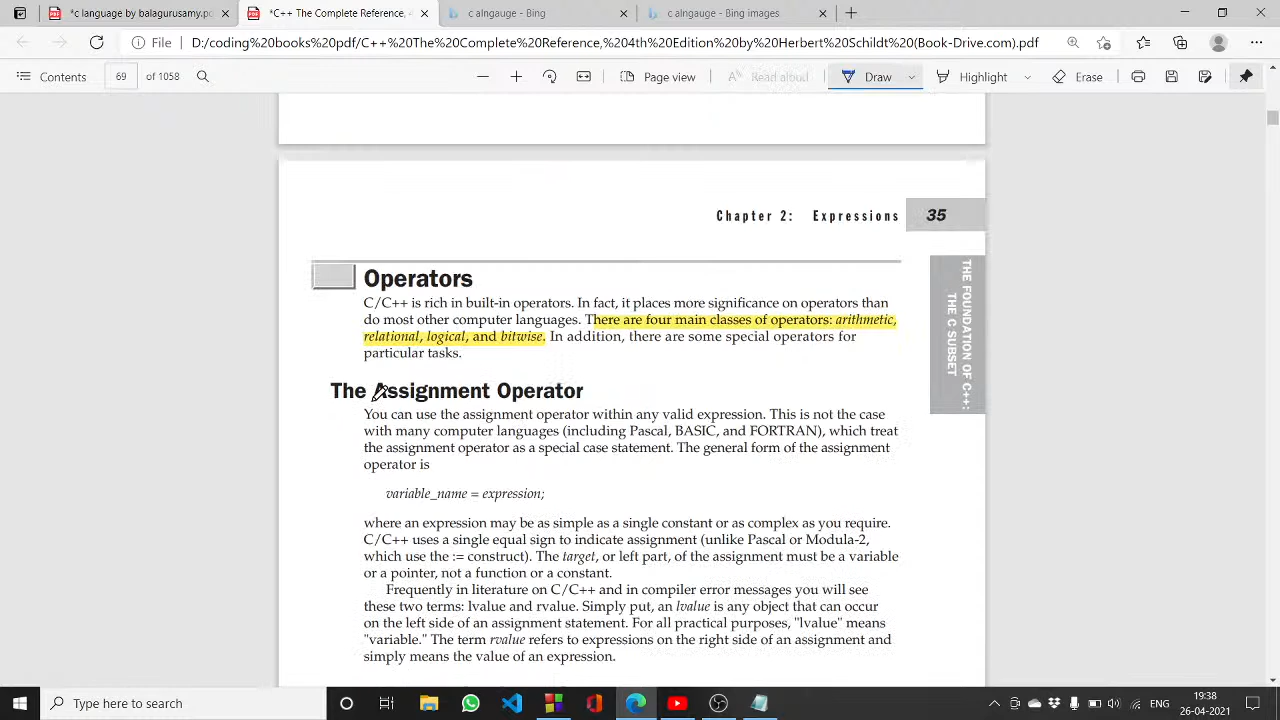 *C by balagurusamy.pdf
*C++ The Complete Reference, 4th
c langauge - Bing
c langauge - Bing images
File
D:/coding%20books%20pdf/C++%20The%20Complete%20Reference,%204th%20Edition%20by%20Herbert%20Schildt%20(Book-Drive.com).pdf
Contents
69
of 1058
Page view
Read aloud
Draw
Highlight
Erase
Chapter 2: Expressions
35
THE FOUNDATION OF C++:
THE C SUBSET
Operators
C/C++ is rich in built-in operators. In fact, it places more significance on operators than
do most other computer languages. There are four main classes of operators: arithmetic,
relational, logical, and bitwise. In addition, there are some special operators for
particular tasks.
The Assignment Operator
You can use the assignment operator within any valid expression. This is not the case
with many computer languages (including Pascal, BASIC, and FORTRAN), which treat
the assignment operator as a special case statement. The general form of the assignment
operator is
variable_name = expression;
where an expression may be as simple as a single constant or as complex as you require.
C/C++ uses a single equal sign to indicate assignment (unlike Pascal or Modula-2,
which use the := construct). The target, or left part, of the assignment must be a variable
or a pointer, not a function or a constant.
Frequently in literature on C/C++ and in compiler error messages you will see
these two terms: lvalue and rvalue. Simply put, an lvalue is any object that can occur
on the left side of an assignment statement. For all practical purposes, "lvalue" means
"variable." The term rvalue refers to expressions on the right side of an assignment and
simply means the value of an expression.
Type here to search
ENG
19:38
26-04-2021